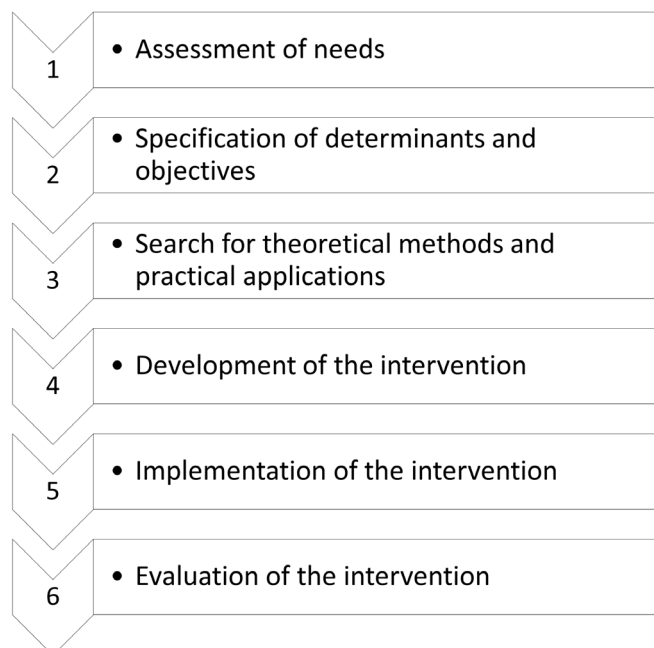 1
• Assessment of needs
2
• Specification of determinants and
objectives
3
• Search for theoretical methods and
practical applications
4
• Development of the intervention
5
• Implementation of the intervention
6
• Evaluation of the intervention